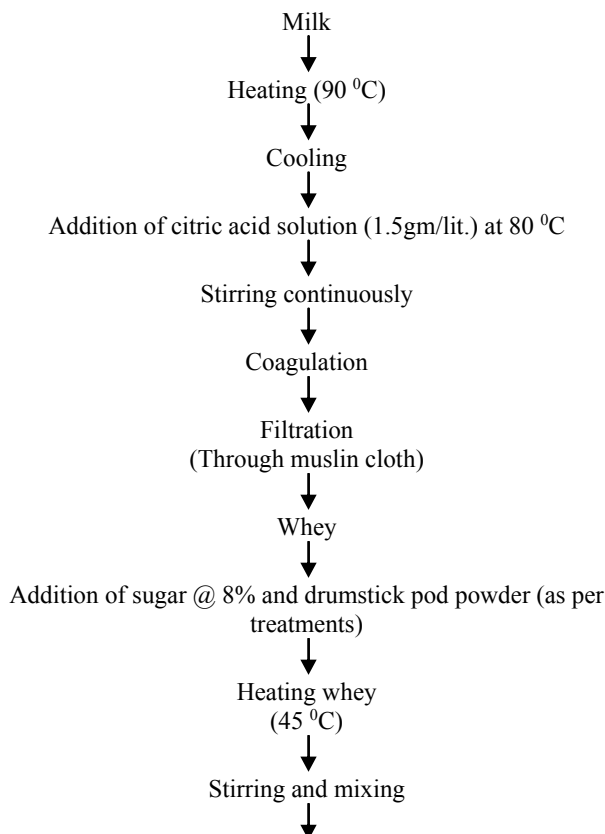 Milk
Heating (90 ⁰C)
Cooling
Addition of citric acid solution (1.5gm/lit.) at 80 ⁰C
Stirring continuously
Coagulation
Filtration
(Through muslin cloth)
Whey
Addition of sugar @ 8% and drumstick pod powder (as per
treatments)
Heating whey
(45 ⁰C)
Stirring and mixing